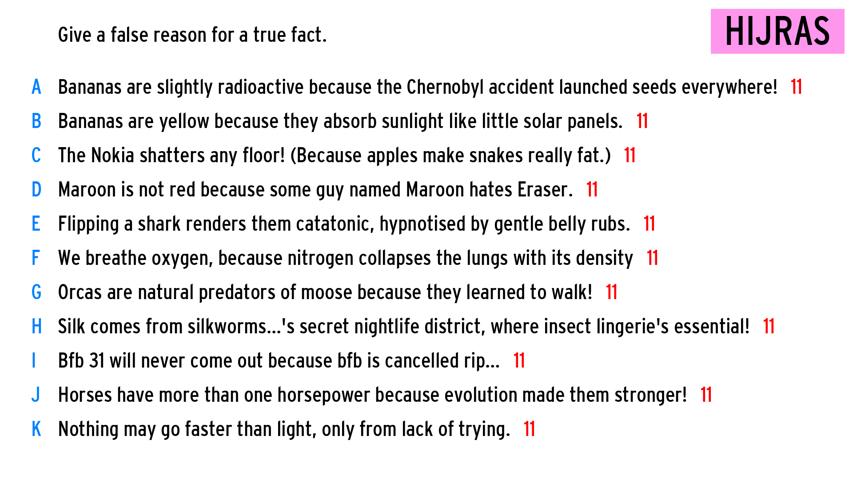 Give a false reason for a true fact.
HIJRAS
A Bananas are slightly radioactive because the Chernobyl accident launched seeds everywhere! 11
B Bananas are yellow because they absorb sunlight like little solar panels. 11
C The Nokia shatters any floor! (Because apples make snakes really fat.) 11
D Maroon is not red because some guy named Maroon hates Eraser. 11
E Flipping a shark renders them catatonic, hypnotised by gentle belly rubs. 11
F We breathe oxygen, because nitrogen collapses the lungs with its density 11
G Orcas are natural predators of moose because they learned to walk! 11
H Silk comes from silkworms...'s secret nightlife district, where insect lingerie's essential! 11
I Bfb 31 will never come out because bfb is cancelled rip... 11
J Horses have more than one horsepower because evolution made them stronger! 11
K Nothing may go faster than light, only from lack of trying. 11